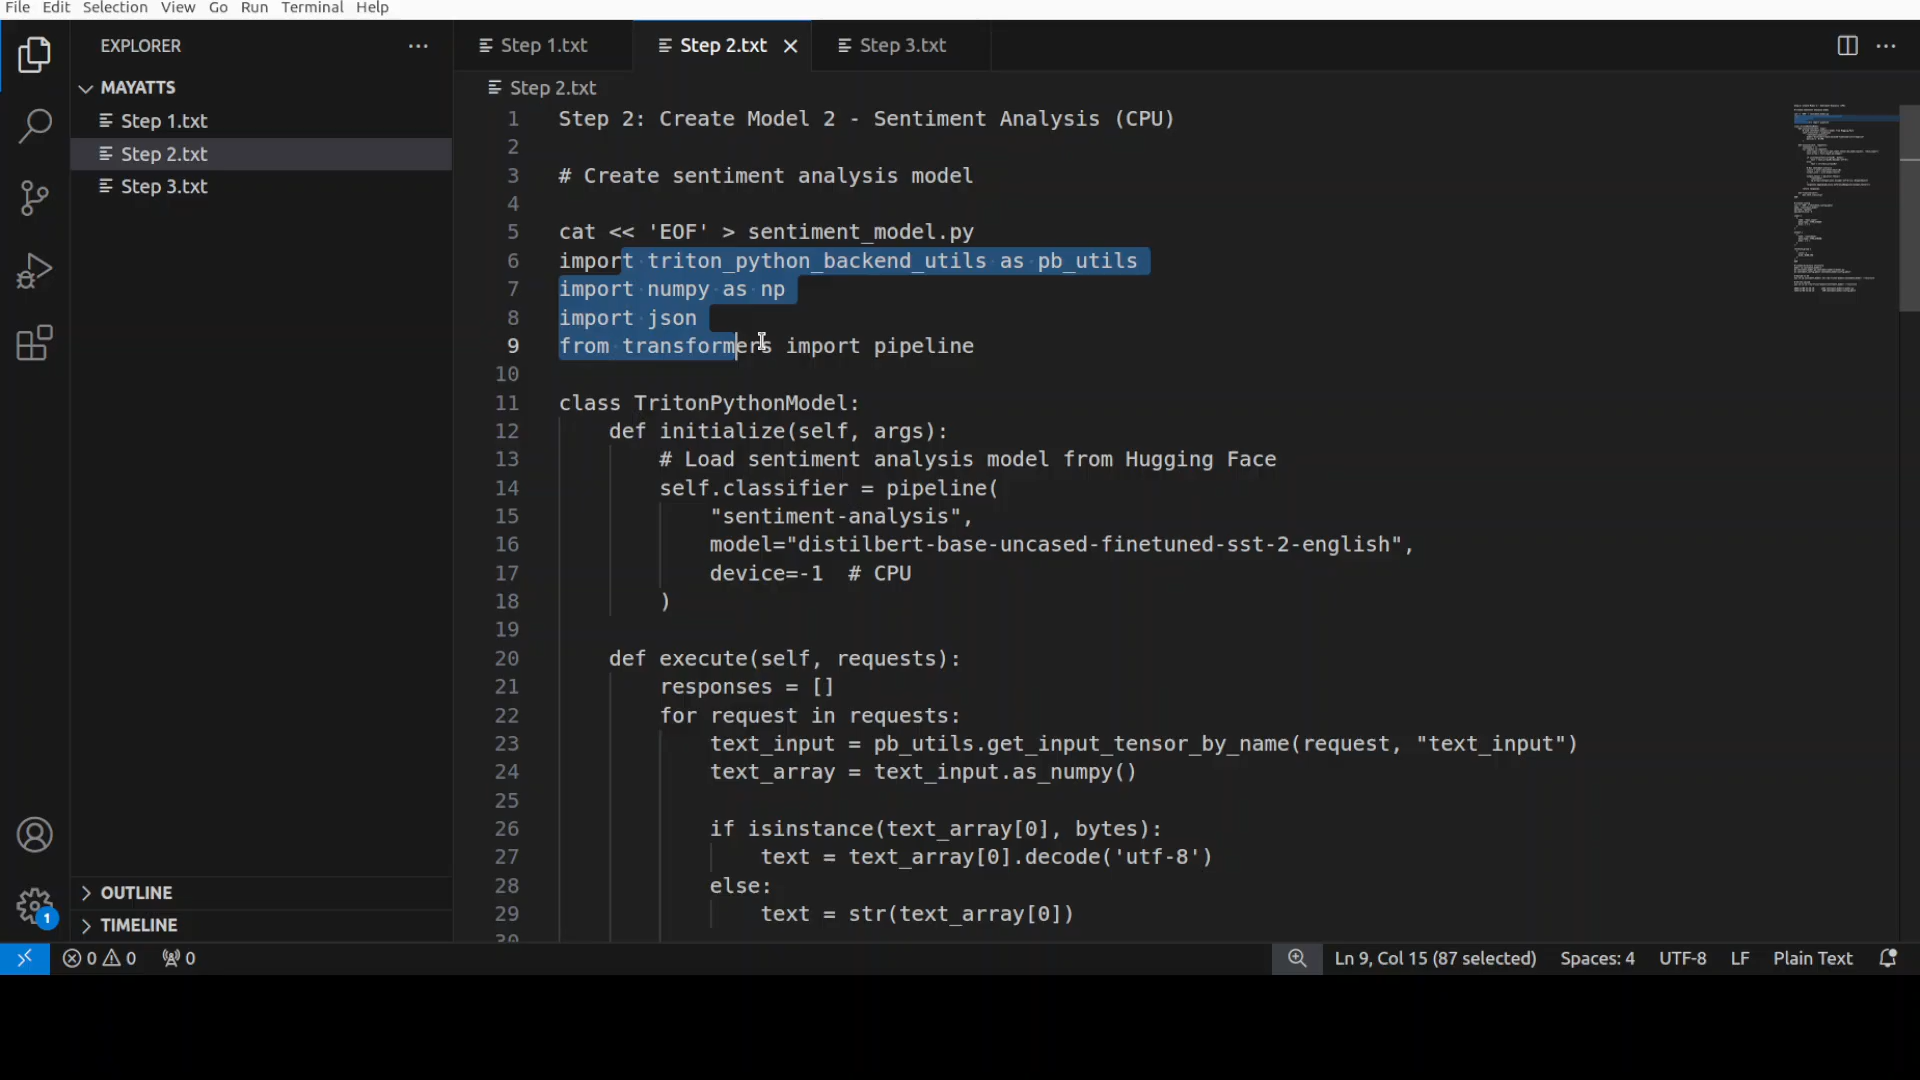 File Edit Selection View Go Run Terminal Help
EXPLORER
MAYATTS
Step 1.txt
Step 2.txt
Step 3.txt
OUTLINE
TIMELINE
1
Step 1.txt
Step 2.txt
Step 3.txt
Step 2.txt
1 Step 2: Create Model 2 - Sentiment Analysis (CPU)
2
3 # Create sentiment analysis model
4
5 cat << 'EOF' > sentiment_model.py
6 import triton_python_backend_utils as pb_utils
7 import numpy as np
8 import json
9 from transformers import pipeline
10
11 class TritonPythonModel:
12 def initialize(self, args):
13 # Load sentiment analysis model from Hugging Face
14 self.classifier = pipeline(
15 "sentiment-analysis",
16 model="distilbert-base-uncased-finetuned-sst-2-english",
17 device=-1 # CPU
18 )
19
20 def execute(self, requests):
21 responses = []
22 for request in requests:
23 text_input = pb_utils.get_input_tensor_by_name(request, "text_input")
24 text_array = text_input.as_numpy()
25
26 if isinstance(text_array[0], bytes):
27 text = text_array[0].decode('utf-8')
28 else:
29 text = str(text_array[0])
30
0 0 0 Ln 9, Col 15 (87 selected) Spaces: 4 UTF-8 LF Plain Text